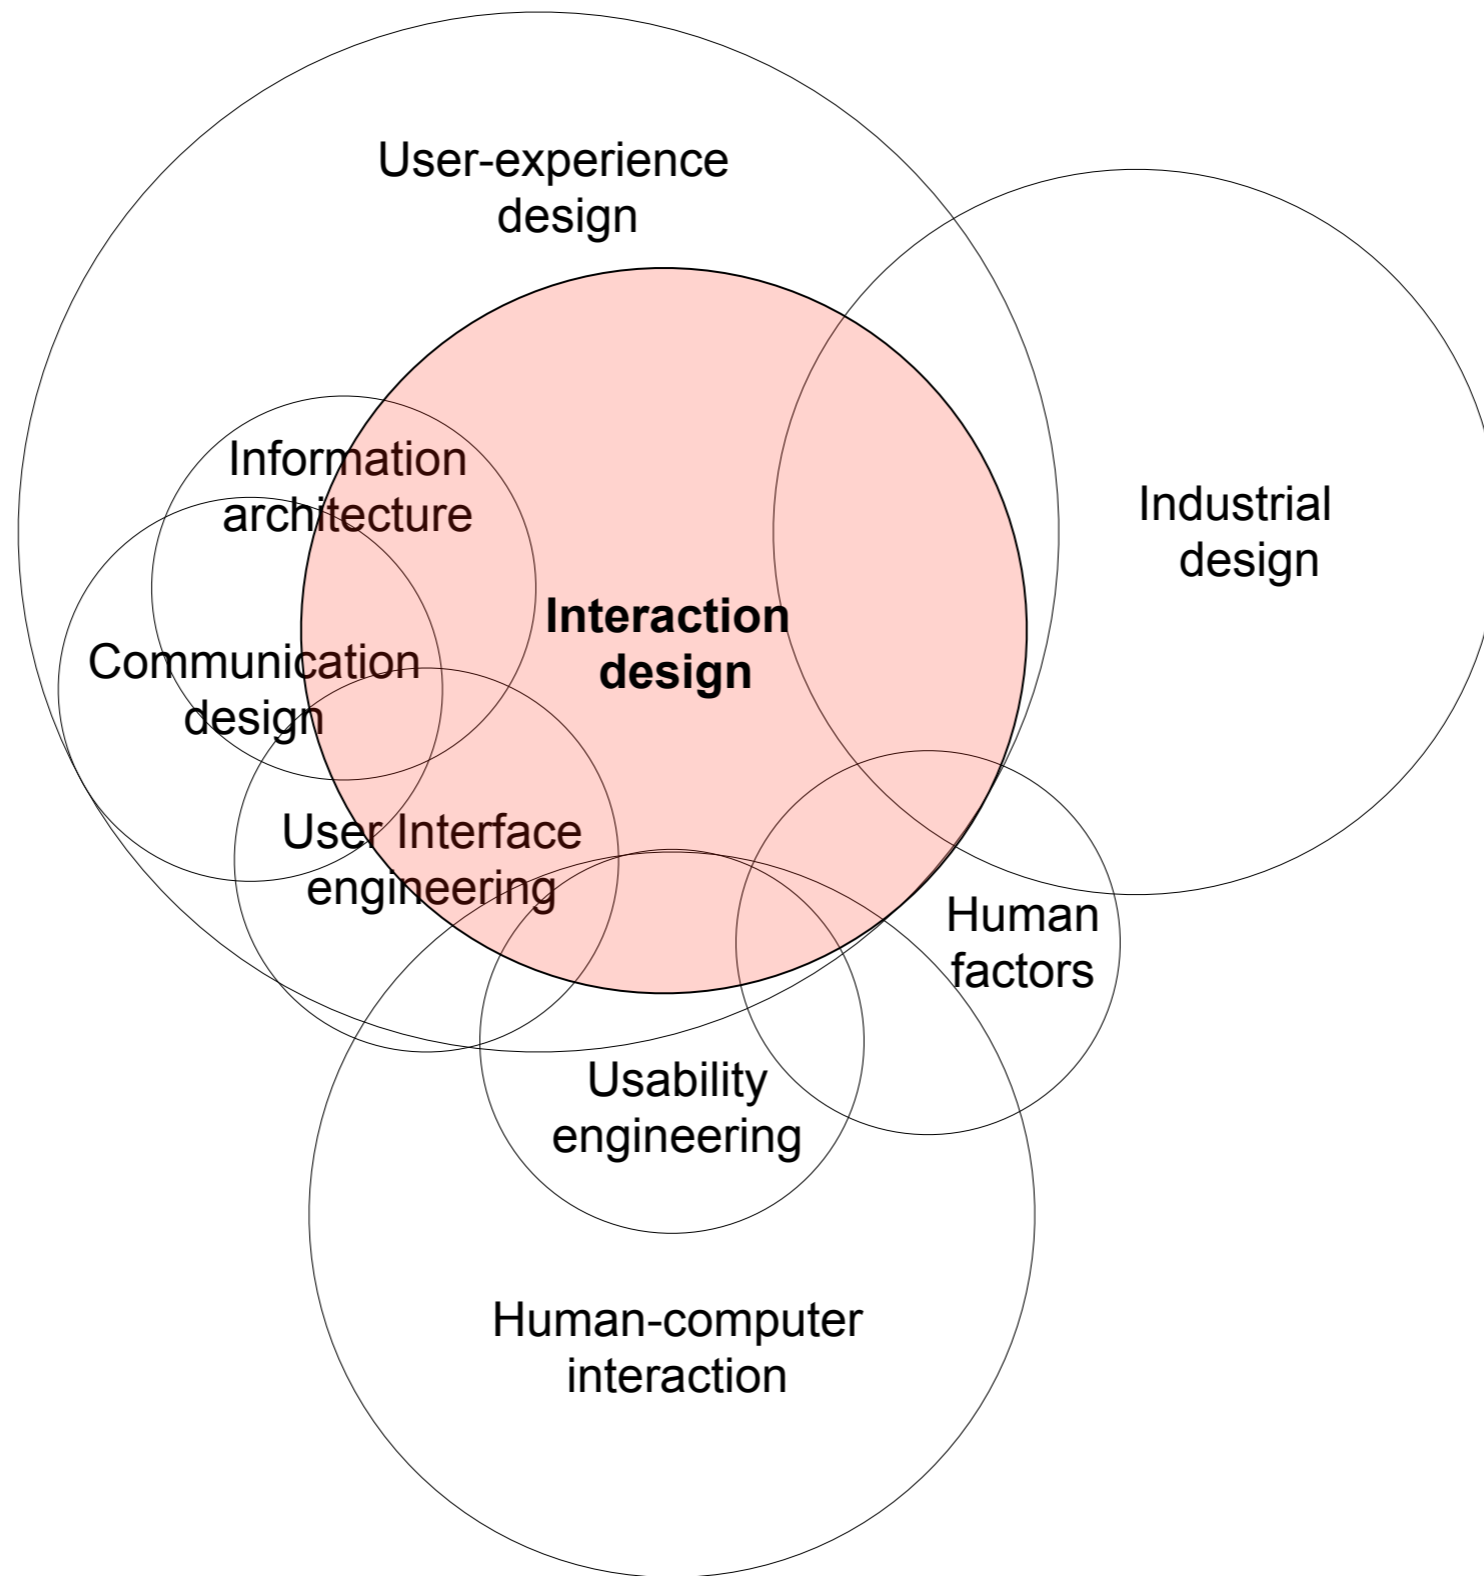 User-experience
design
Information
architecture
Industrial
design
Interaction
design
Communication
design
User Interface
engineering
Human
factors
Usability
engineering
Human-computer
interaction